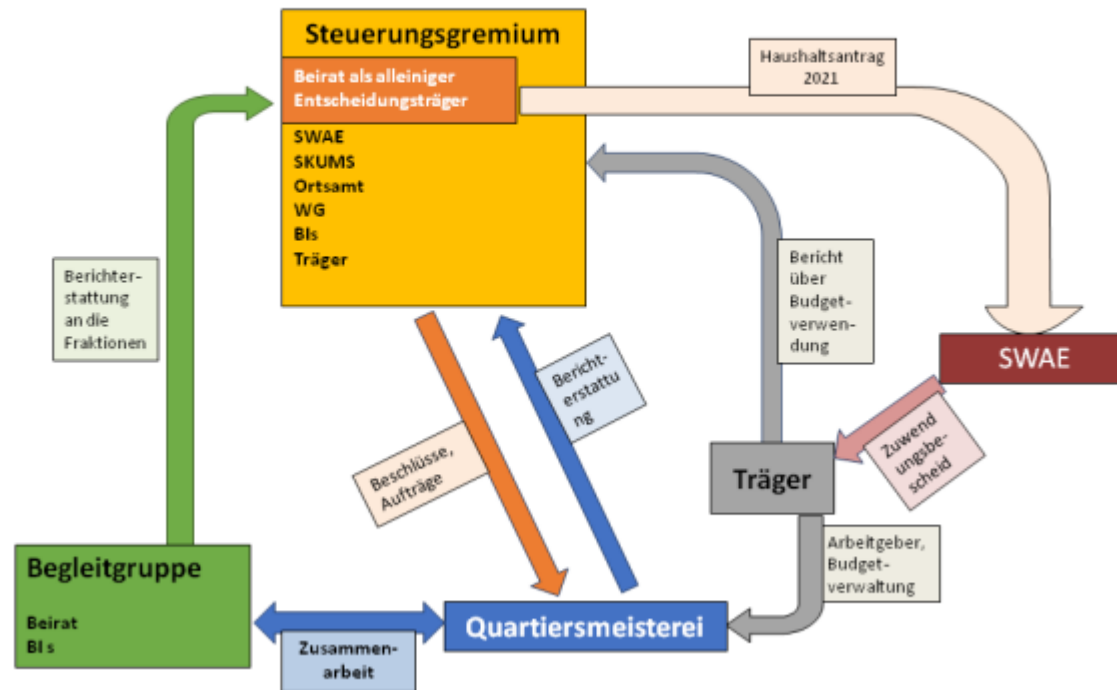 Steuerungsgremium
Beirat als alleiniger
Entscheidungsträger
SWAE
SKUMS
Ortsamt
WG
BIs
Träger
Haushaltsantrag
2021
Berichter-
stattung
an die
Fraktionen
Bericht
über
Budget-
verwen-
dung
SWAE
Bericht-
erstattu
ng
Beschlüsse,
Aufträge
Zuwend
ungsbe-
scheid
Träger
Arbeitgeber,
Budget-
verwaltung
Begleitgruppe
Beirat
BI s
Zusammen-
arbeit
Quartiersmeisterei